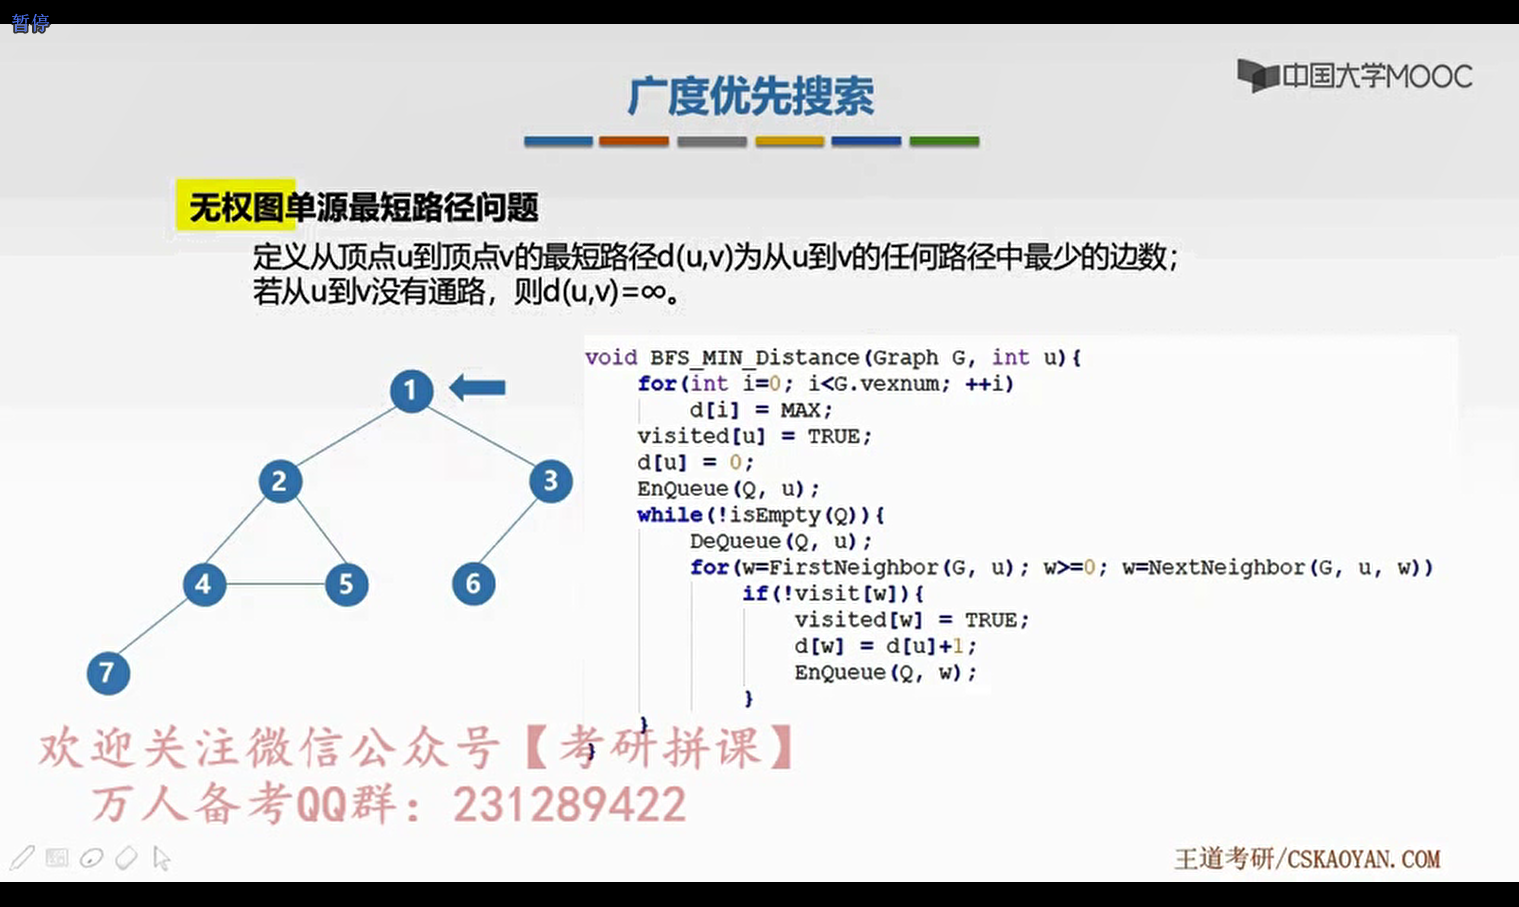 暂停
中国大学MOOC
广度优先搜索
无权图单源最短路径问题
定义从顶点u到顶点v的最短路径d(u,v)为从u到v的任何路径中最少的边数；
若从u到v没有通路，则d(u,v)=∞。
1
2
3
4
5
6
7
void BFS_MIN_Distance(Graph G, int u){
for(int i=0; i<G.vexnum; ++i)
d[i] = MAX;
visited[u] = TRUE;
d[u] = 0;
EnQueue(Q, u);
while(!isEmpty(Q)){
DeQueue(Q, u);
for(w=FirstNeighbor(G, u); w>=0; w=NextNeighbor(G, u, w))
if(!visit[w]){
visited[w] = TRUE;
d[w] = d[u]+1;
EnQueue(Q, w);
}
}
}
欢迎关注微信公众号【考研拼课】
万人备考QQ群：231289422
王道考研/CSKAOYAN.COM